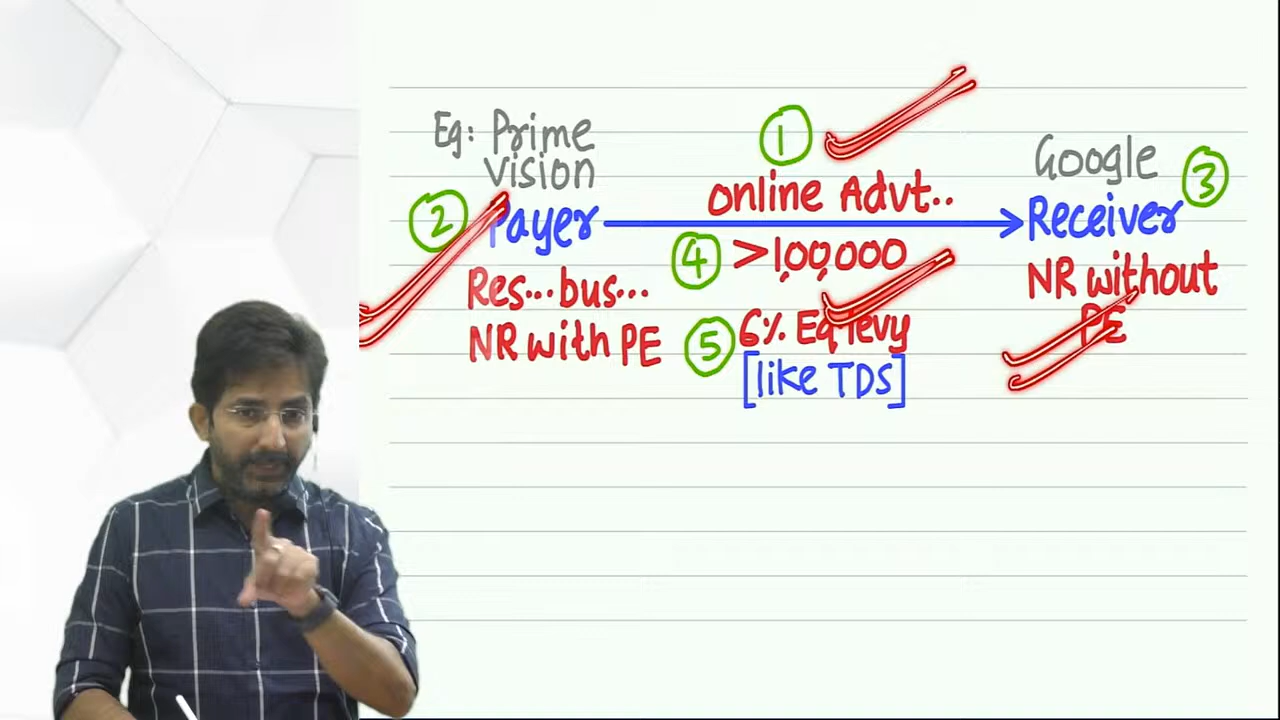 Eg: Prime
vision
①
Google
③
②
Payer
online Advt..
Receiver
④ >1,00,000
Res... bus...
NR with PE
NR without
PE
⑤ 6% Eq levy
[like TDS]